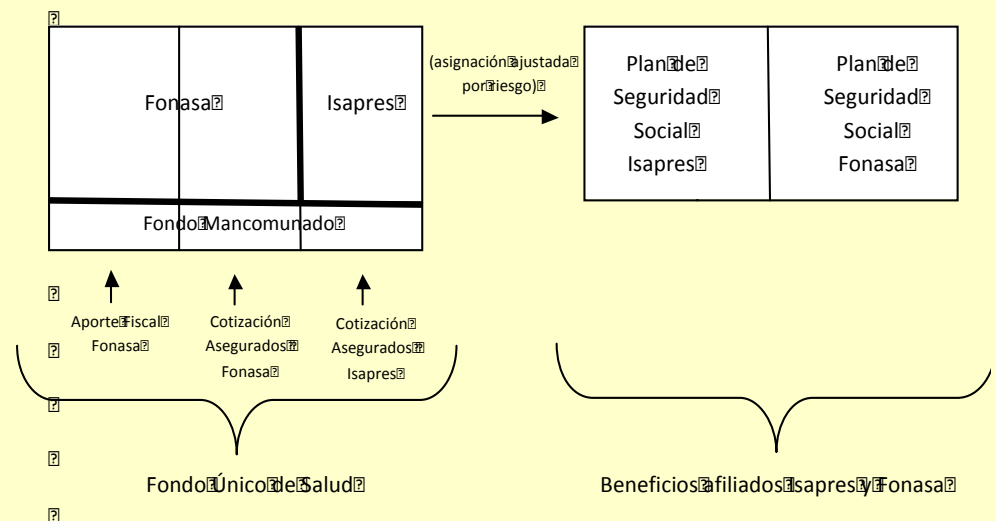 Fonasa
Isapres
Fondo Mancomunado
(asignación ajustada
por riesgo)
Plan de
Seguridad
Social
Isapres
Plan de
Seguridad
Social
Fonasa
Aporte Fiscal
Fonasa
Cotización
Asegurados
Fonasa
Cotización
Asegurados
Isapres
Fondo Único de Salud
Beneficios afiliados Isapres y Fonasa